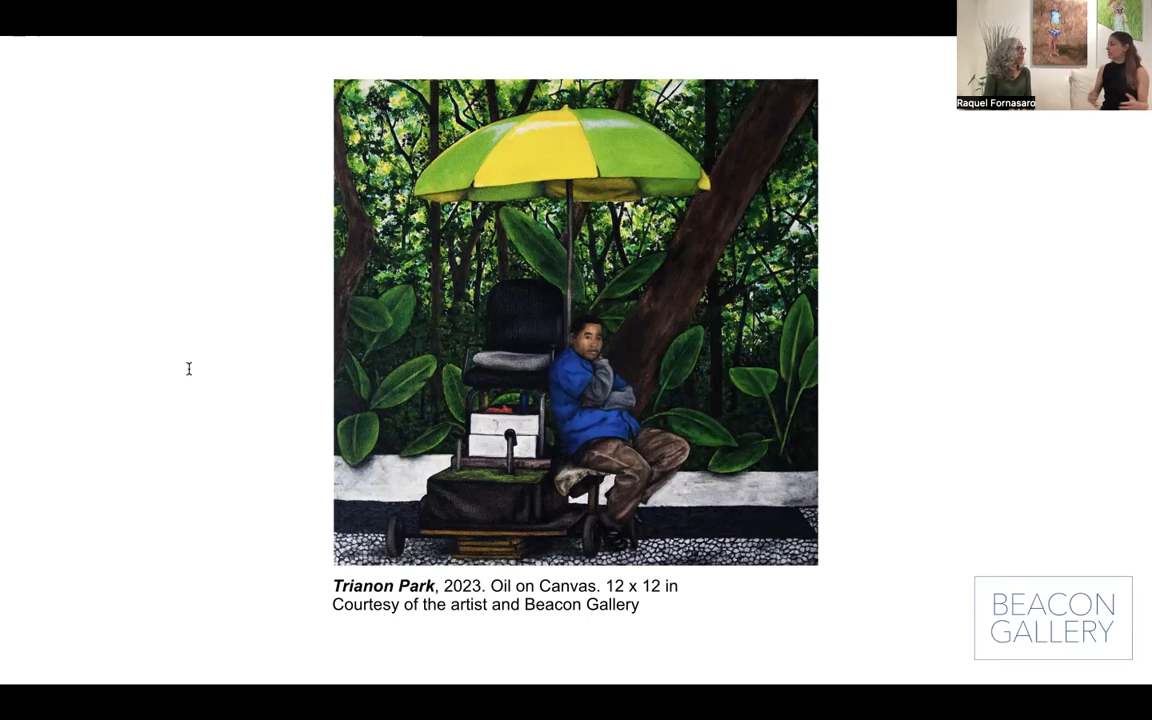 Raquel Fornasaro
Trianon Park, 2023. Oil on Canvas. 12 x 12 in
Courtesy of the artist and Beacon Gallery
BEACON
GALLERY